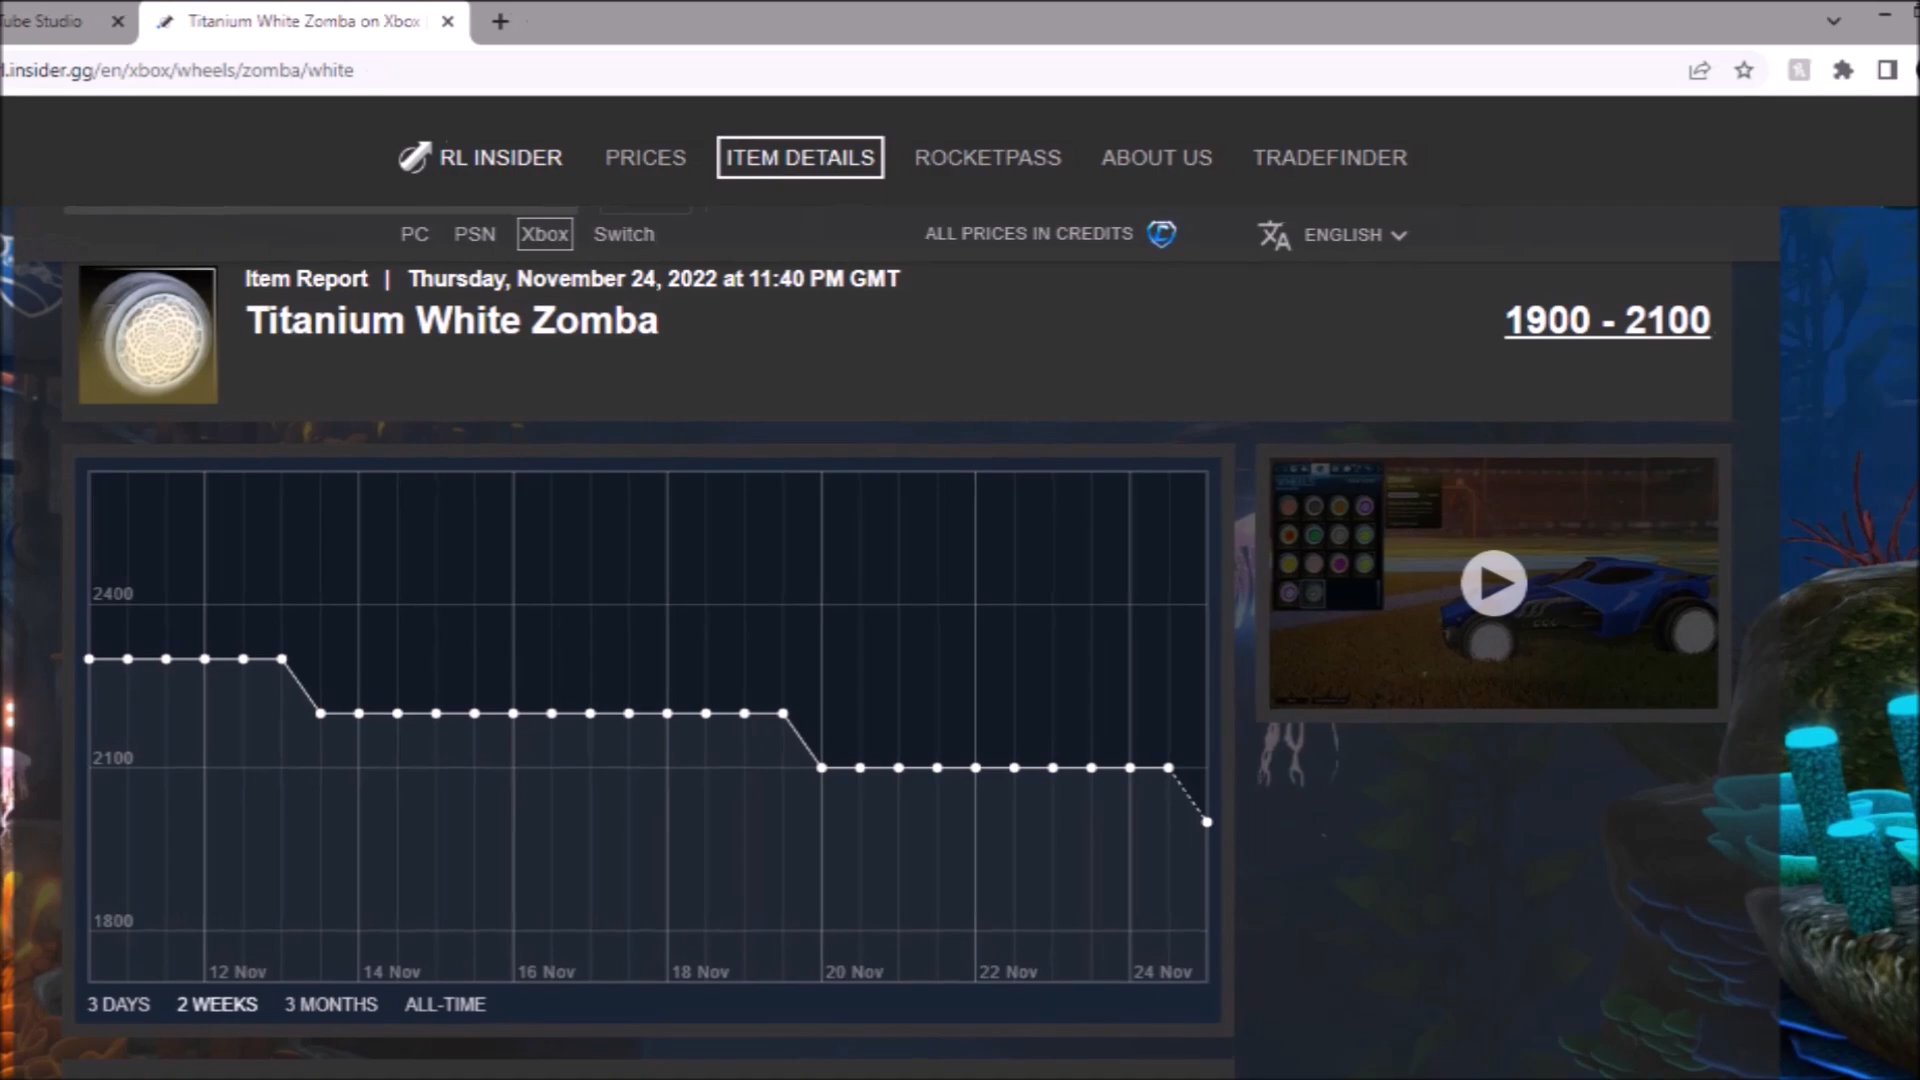 Tube Studio
Titanium White Zomba on Xbox
l.insider.gg/en/xbox/wheels/zomba/white
RL INSIDER PRICES ITEM DETAILS ROCKETPASS ABOUT US TRADEFINDER
PC PSN Xbox Switch ALL PRICES IN CREDITS ENGLISH
Item Report | Thursday, November 24, 2022 at 11:40 PM GMT
Titanium White Zomba 1900 - 2100
2400
2100
1800
12 Nov 14 Nov 16 Nov 18 Nov 20 Nov 22 Nov 24 Nov
3 DAYS 2 WEEKS 3 MONTHS ALL-TIME
WHEELS